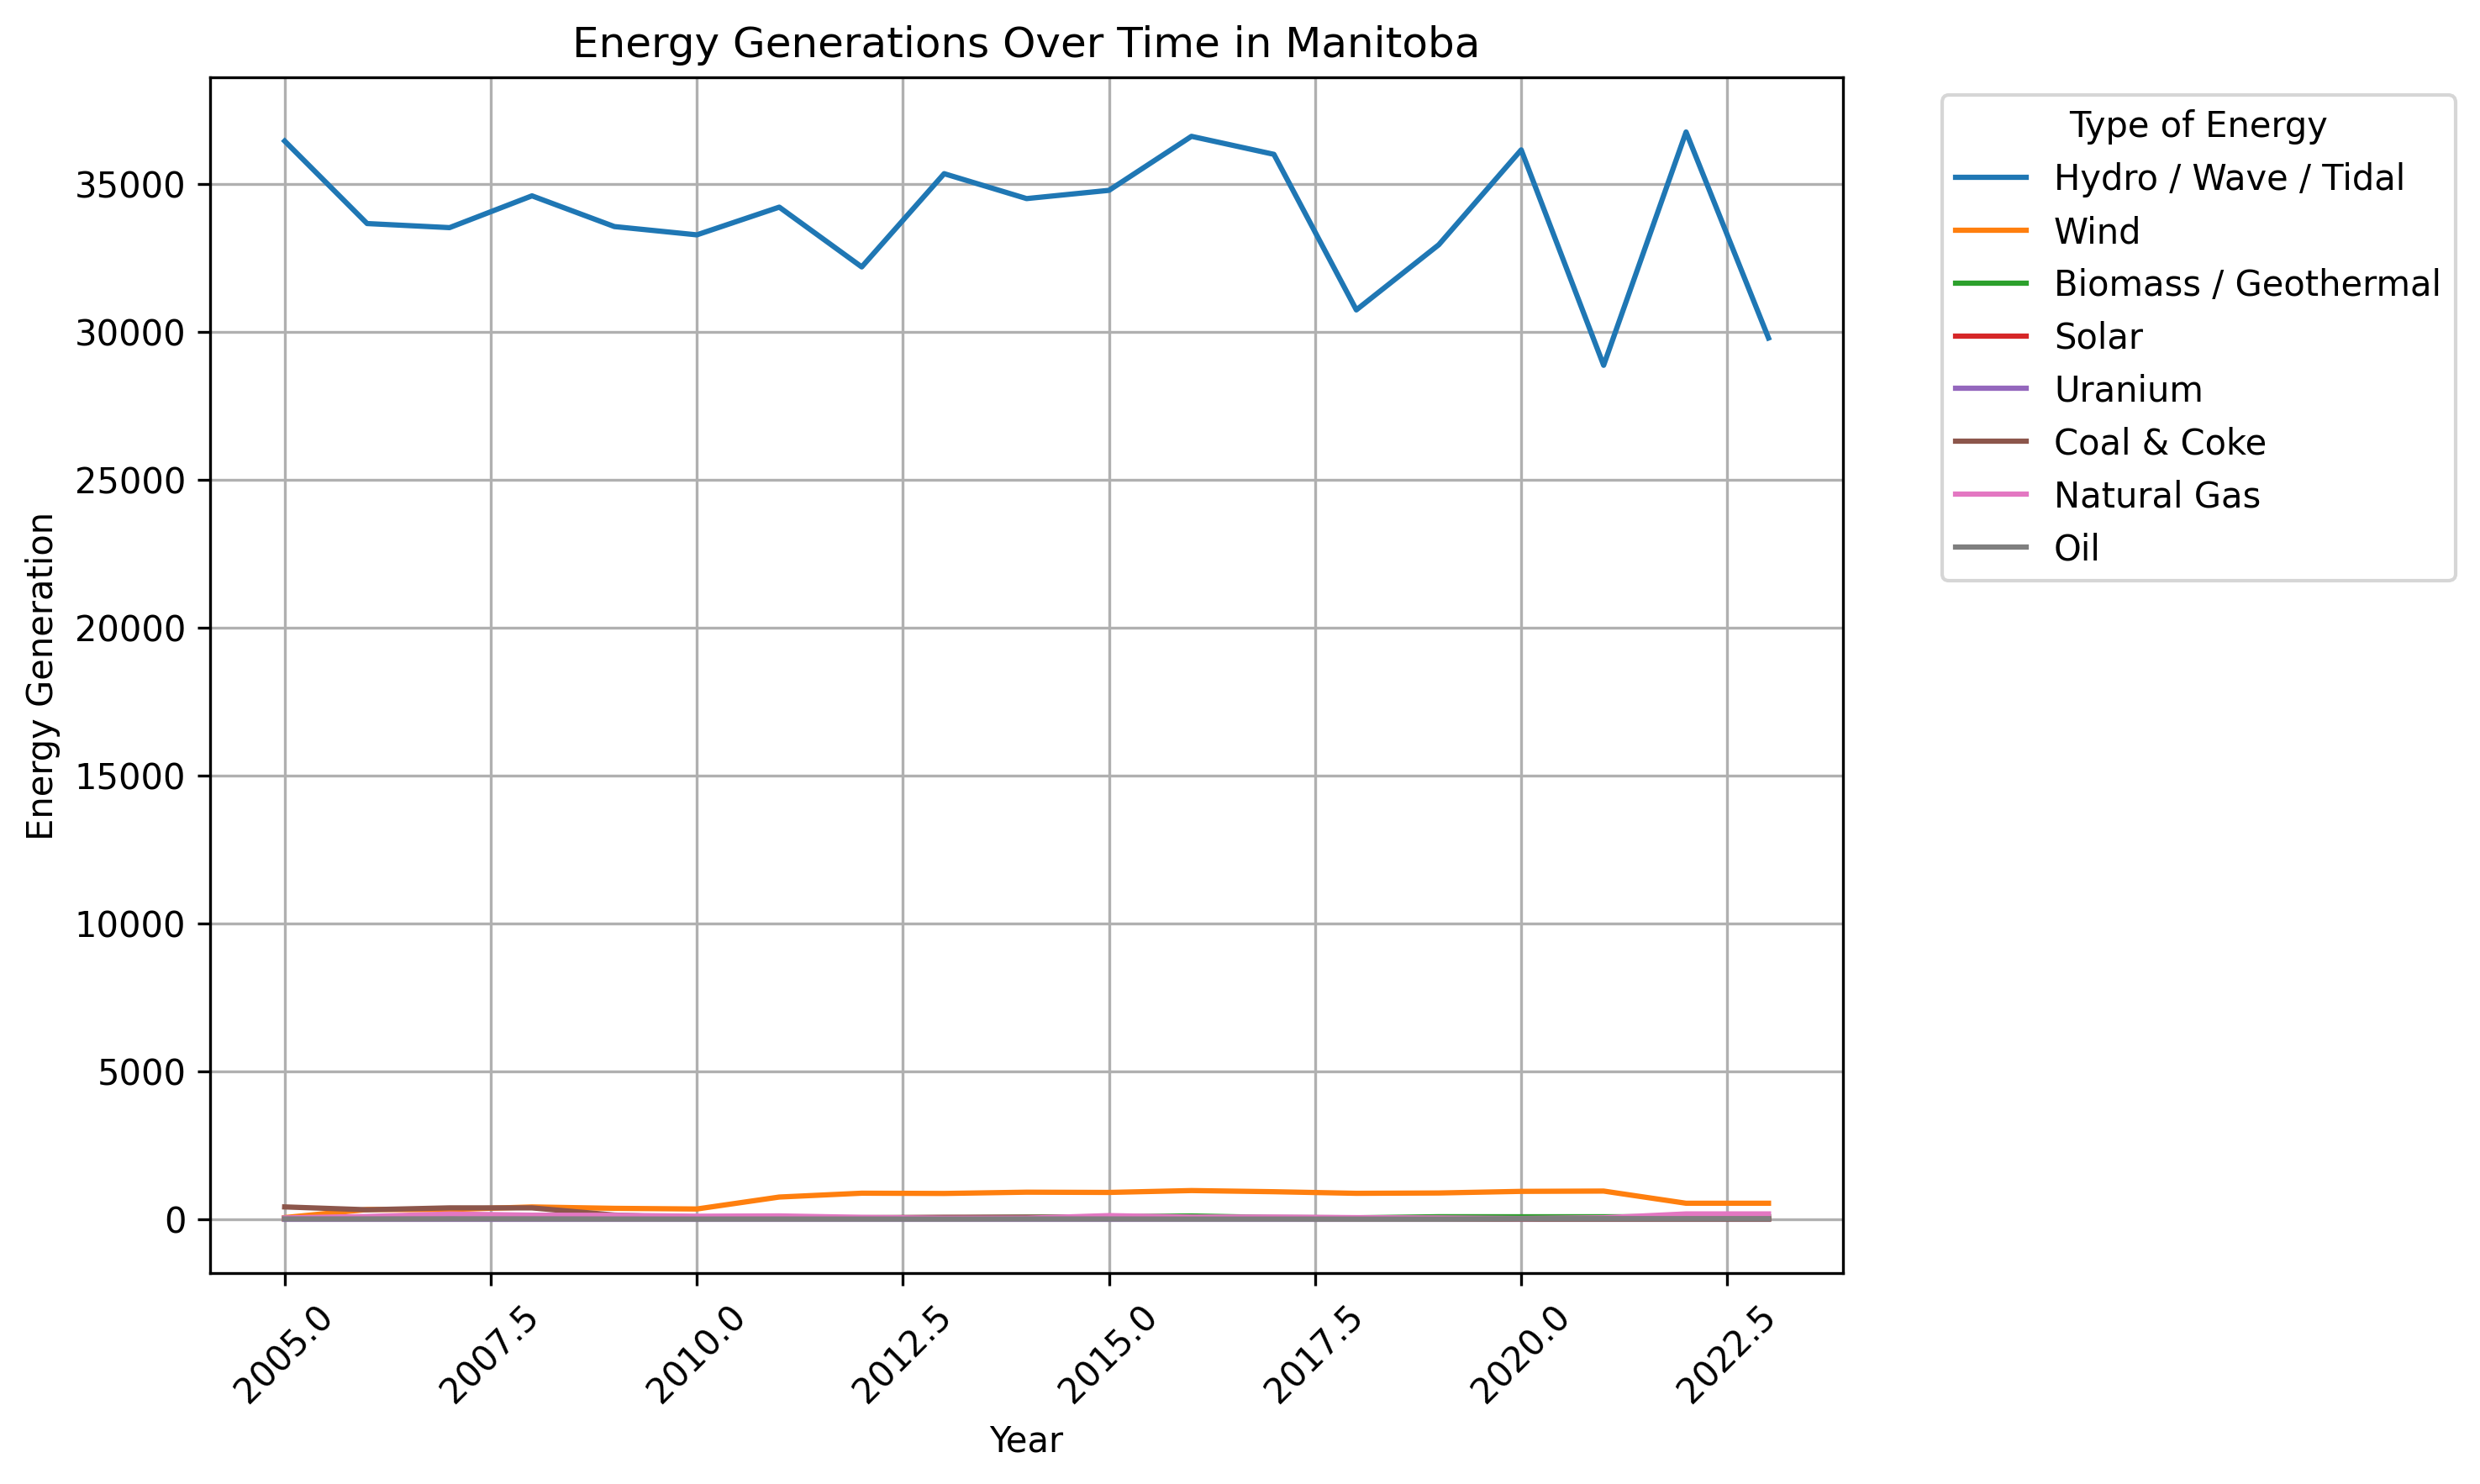 Energy Generations Over Time in Manitoba
Type of Energy
Hydro / Wave / Tidal
Wind
Biomass / Geothermal
Solar
Uranium
Coal & Coke
Natural Gas
Oil
Energy Generation
35000
30000
25000
20000
15000
10000
5000
0
2005.0
2007.5
2010.0
2012.5
2015.0
2017.5
2020.0
2022.5
Year